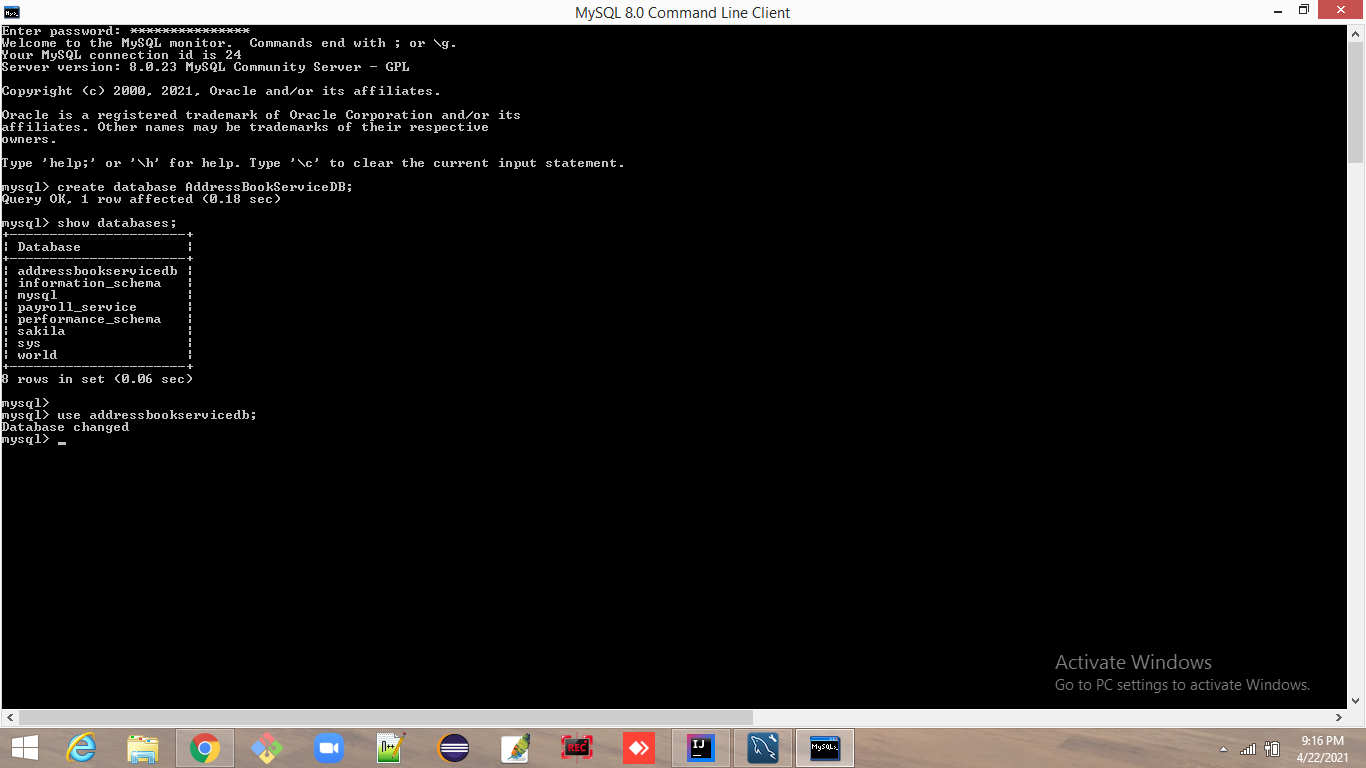 MySQL 8.0 Command Line Client
Enter password: ***************
Welcome to the MySQL monitor.  Commands end with ; or \g.
Your MySQL connection id is 24
Server version: 8.0.23 MySQL Community Server - GPL
Copyright (c) 2000, 2021, Oracle and/or its affiliates.
Oracle is a registered trademark of Oracle Corporation and/or its
affiliates. Other names may be trademarks of their respective
owners.
Type 'help;' or '\h' for help. Type '\c' to clear the current input statement.
mysql> create database AddressBookServiceDB;
Query OK, 1 row affected (0.18 sec)
mysql> show databases;
+----------------------+
| Database             |
+----------------------+
| addressbookservicedb |
| information_schema   |
| mysql                |
| payroll_service      |
| performance_schema   |
| sakila               |
| sys                  |
| world                |
+----------------------+
8 rows in set (0.06 sec)
mysql>
mysql> use addressbookservicedb;
Database changed
mysql> _
Activate Windows
Go to PC settings to activate Windows.
REC
IJ
MySQL>
9:16 PM
4/22/2021